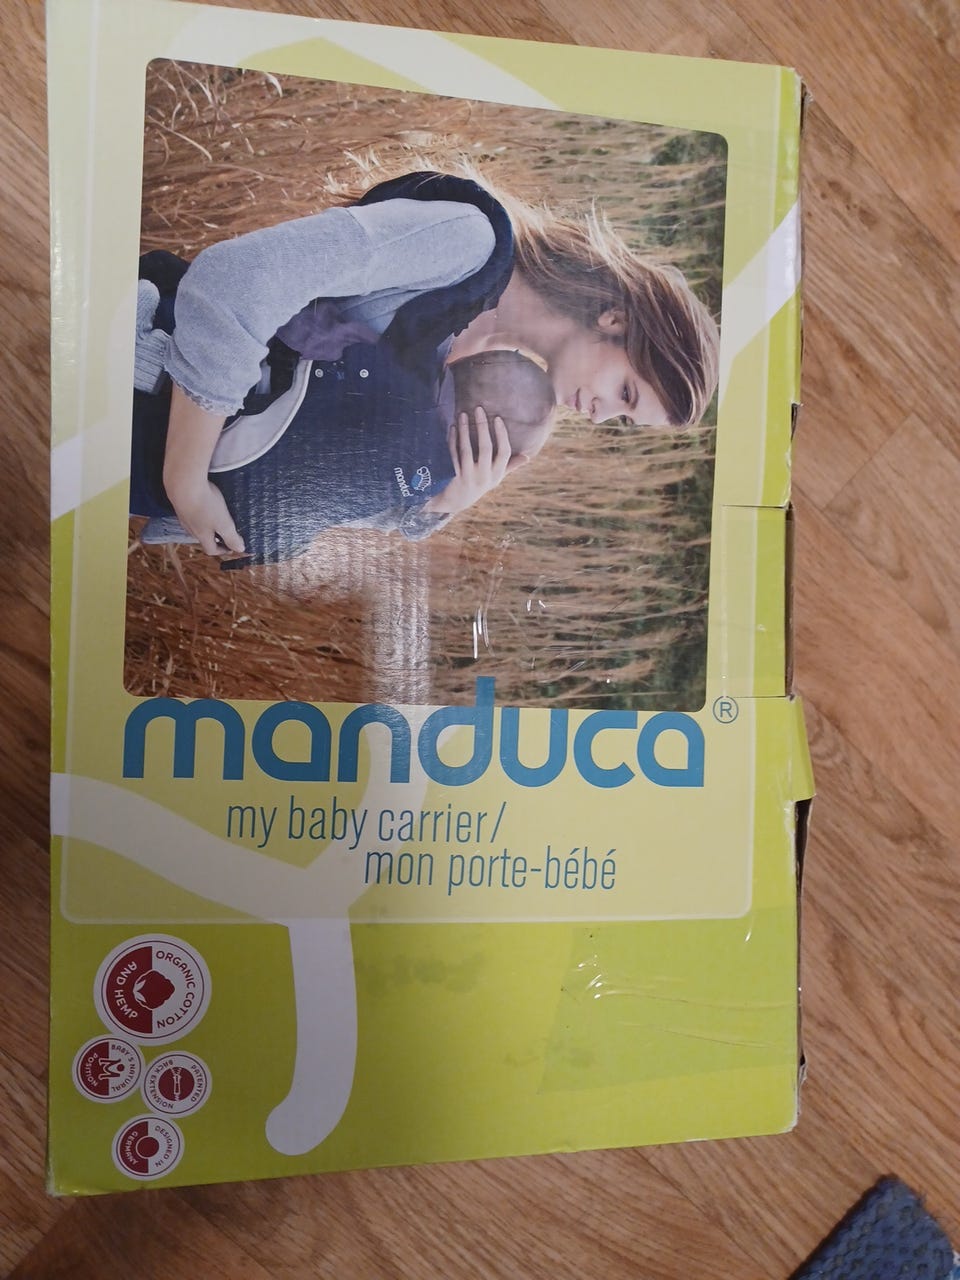 manduca
manduca®
my baby carrier/
mon porte-bébé
ORGANIC COTTON
AND HEMP
BABY'S NATURAL
POSITION
PATENTED
BACK EXTENSION
DESIGNED IN
GERMANY